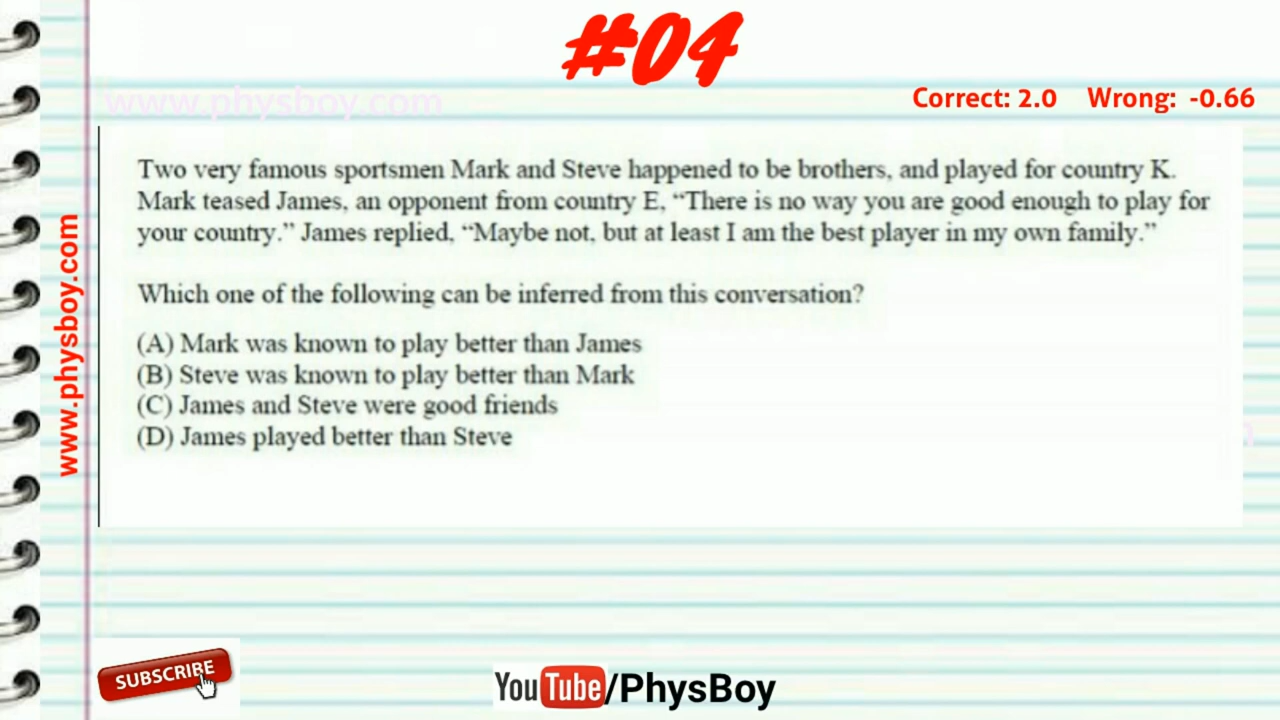 #04
www.physboy.com
Correct: 2.0 Wrong: -0.66
Two very famous sportsmen Mark and Steve happened to be brothers, and played for country K.
Mark teased James, an opponent from country E, “There is no way you are good enough to play for
your country.” James replied, “Maybe not, but at least I am the best player in my own family.”
Which one of the following can be inferred from this conversation?
(A) Mark was known to play better than James
(B) Steve was known to play better than Mark
(C) James and Steve were good friends
(D) James played better than Steve
www.physboy.com
SUBSCRIBE
YouTube/PhysBoy